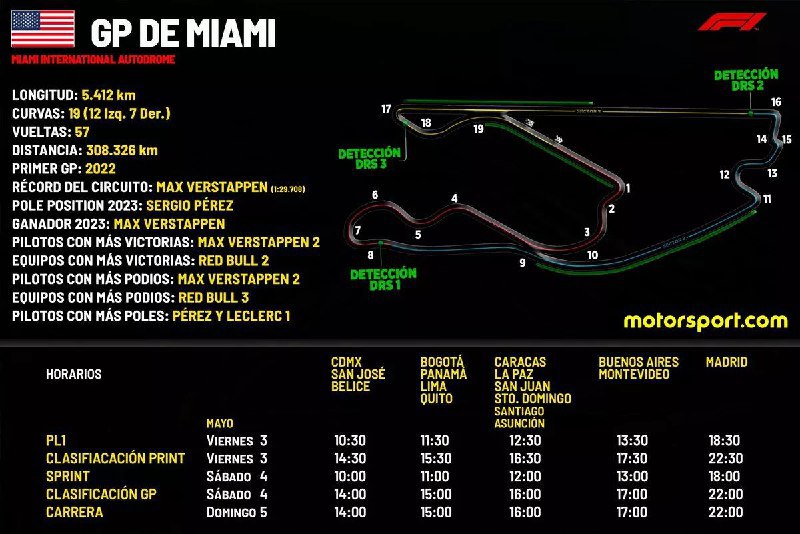 GP DE MIAMI
F1
MIAMI INTERNATIONAL AUTODROME
LONGITUD: 5.412 km
CURVAS: 19 (12 Izq. 7 Der.)
VUELTAS: 57
DISTANCIA: 308.326 km
PRIMER GP: 2022
RÉCORD DEL CIRCUITO: MAX VERSTAPPEN (1:29.708)
POLE POSITION 2023: SERGIO PÉREZ
GANADOR 2023: MAX VERSTAPPEN
PILOTOS CON MÁS VICTORIAS: MAX VERSTAPPEN 2
EQUIPOS CON MÁS VICTORIAS: RED BULL 2
PILOTOS CON MÁS PODIOS: MAX VERSTAPPEN 2
EQUIPOS CON MÁS PODIOS: RED BULL 3
PILOTOS CON MÁS POLES: PÉREZ Y LECLERC 1
DETECCIÓN
DRS 2
16
17
18
19
14
15
DETECCIÓN
DRS 3
12
13
1
11
6
4
2
7
5
3
8
9
10
DETECCIÓN
DRS 1
motorsport.com
HORARIOS
CDMX
SAN JOSÉ
BELICE
BOGOTÁ
PANAMÁ
LIMA
QUITO
CARACAS
LA PAZ
SAN JUAN
STO. DOMINGO
SANTIAGO
ASUNCIÓN
BUENOS AIRES
MONTEVIDEO
MADRID
MAYO
PL1 VIERNES 3 10:30 11:30 12:30 13:30 18:30
CLASIFIACACIÓN PRINT VIERNES 3 14:30 15:30 16:30 17:30 22:30
SPRINT SÁBADO 4 10:00 11:00 12:00 13:00 18:00
CLASIFICACIÓN GP SÁBADO 4 14:00 15:00 16:00 17:00 22:00
CARRERA DOMINGO 5 14:00 15:00 16:00 17:00 22:00